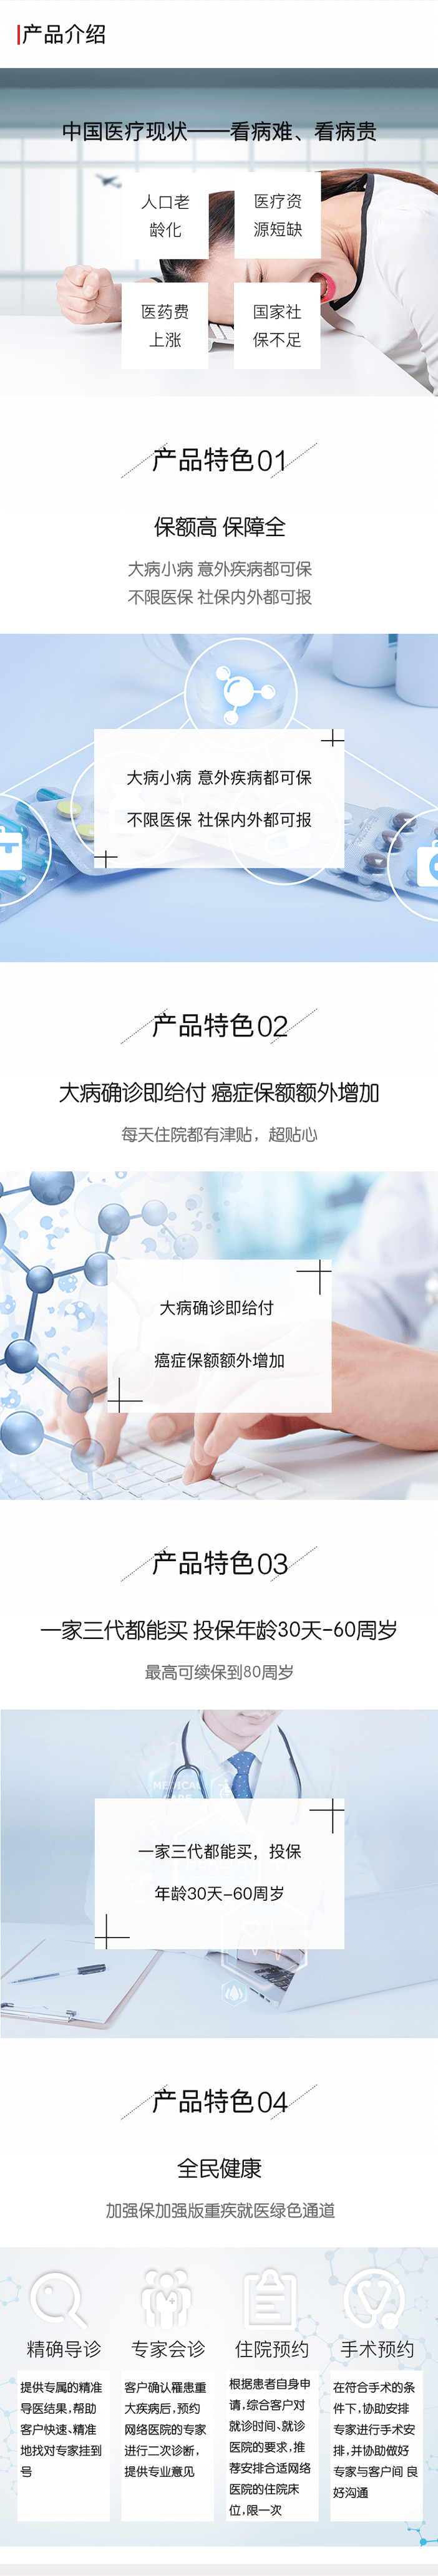 产品介绍
中国医疗现状——看病难、看病贵
人口老
龄化
医疗资
源短缺
医药费
上涨
国家社
保不足
产品特色01
保额高 保障全
大病小病 意外疾病都可保
不限医保 社保内外都可报
大病小病 意外疾病都可保
不限医保 社保内外都可报
产品特色02
大病确诊即给付 癌症保额额外增加
每天住院都有津贴，超贴心
大病确诊即给付
癌症保额额外增加
产品特色03
一家三代都能买 投保年龄30天-60周岁
最高可续保到80周岁
MEDICAL
CARE
一家三代都能买，投保
年龄30天-60周岁
产品特色04
全民健康
加强保加强版重疾就医绿色通道
精确导诊
提供专属的精准
导医结果,帮助
客户快速、精准
地找对专家挂到
号
专家会诊
客户确认罹患重
大疾病后,预约
网络医院的专家
进行二次诊断,
提供专业意见
住院预约
根据患者自身申
请,综合客户对
就诊时间、就诊
医院的要求,推
荐安排合适网络
医院的住院床
位,限一次
手术预约
在符合手术的条
件下,协助安排
专家进行手术安
排,并协助做好
专家与客户间 良
好沟通